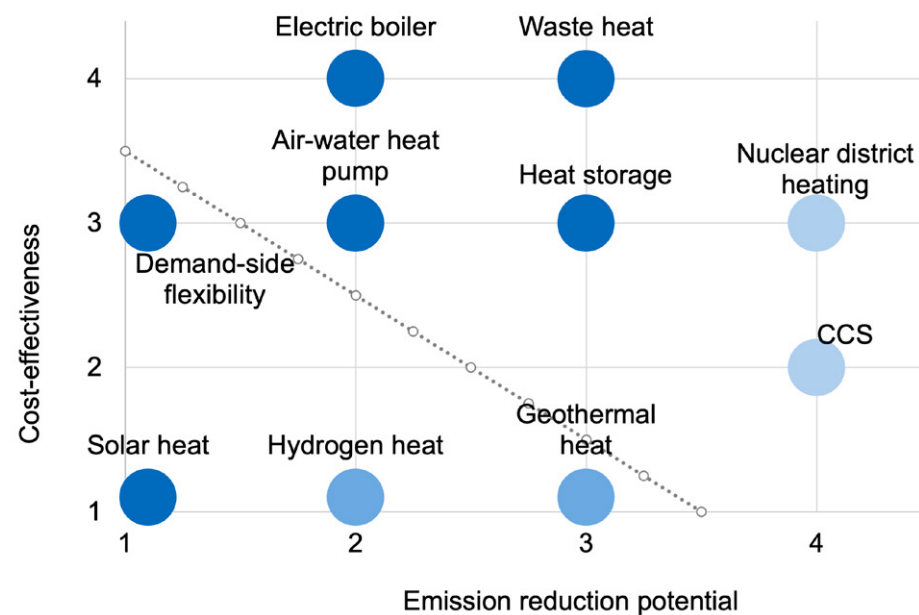 Electric boiler
Waste heat
4
Air-water heat
pump
Heat storage
Nuclear district
heating
3
Demand-side
flexibility
Cost-effectiveness
2
CCS
Geothermal
heat
Solar heat
Hydrogen heat
1
1
2
3
4
Emission reduction potential